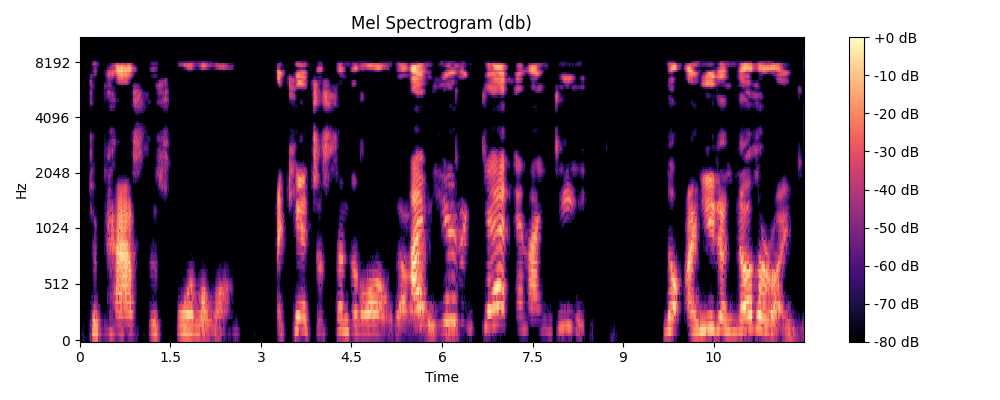 Mel Spectrogram (db)
8192
4096
2048
1024
512
0
Hz
0 1.5 3 4.5 6 7.5 9 10
Time
+0 dB
-10 dB
-20 dB
-30 dB
-40 dB
-50 dB
-60 dB
-70 dB
-80 dB